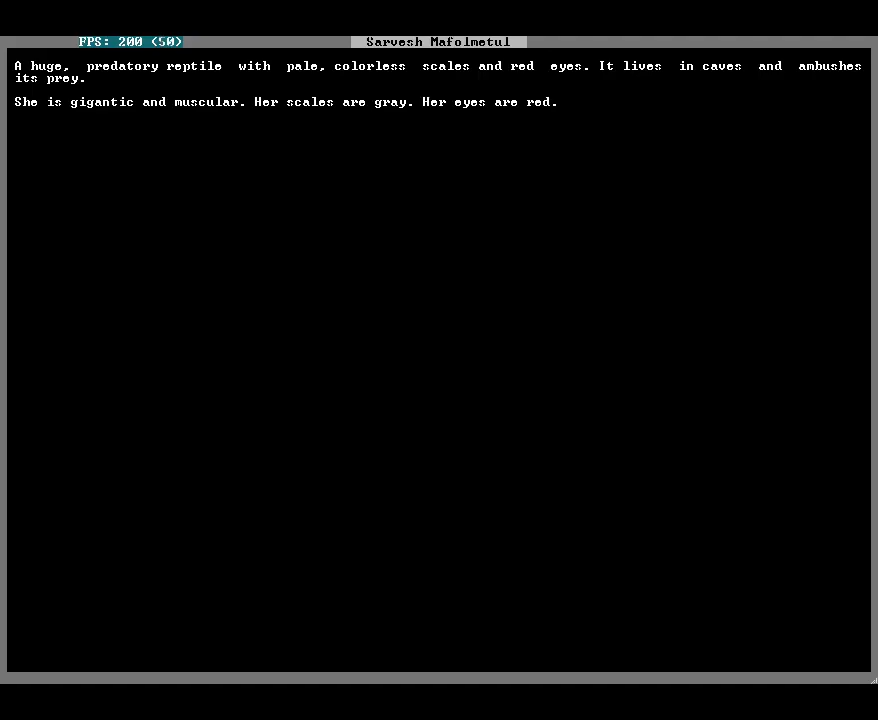 FPS: 200 (50) Sarvesh Mafolmetul
A huge, predatory reptile with pale, colorless scales and red eyes. It lives in caves and ambushes
its prey.
She is gigantic and muscular. Her scales are gray. Her eyes are red.